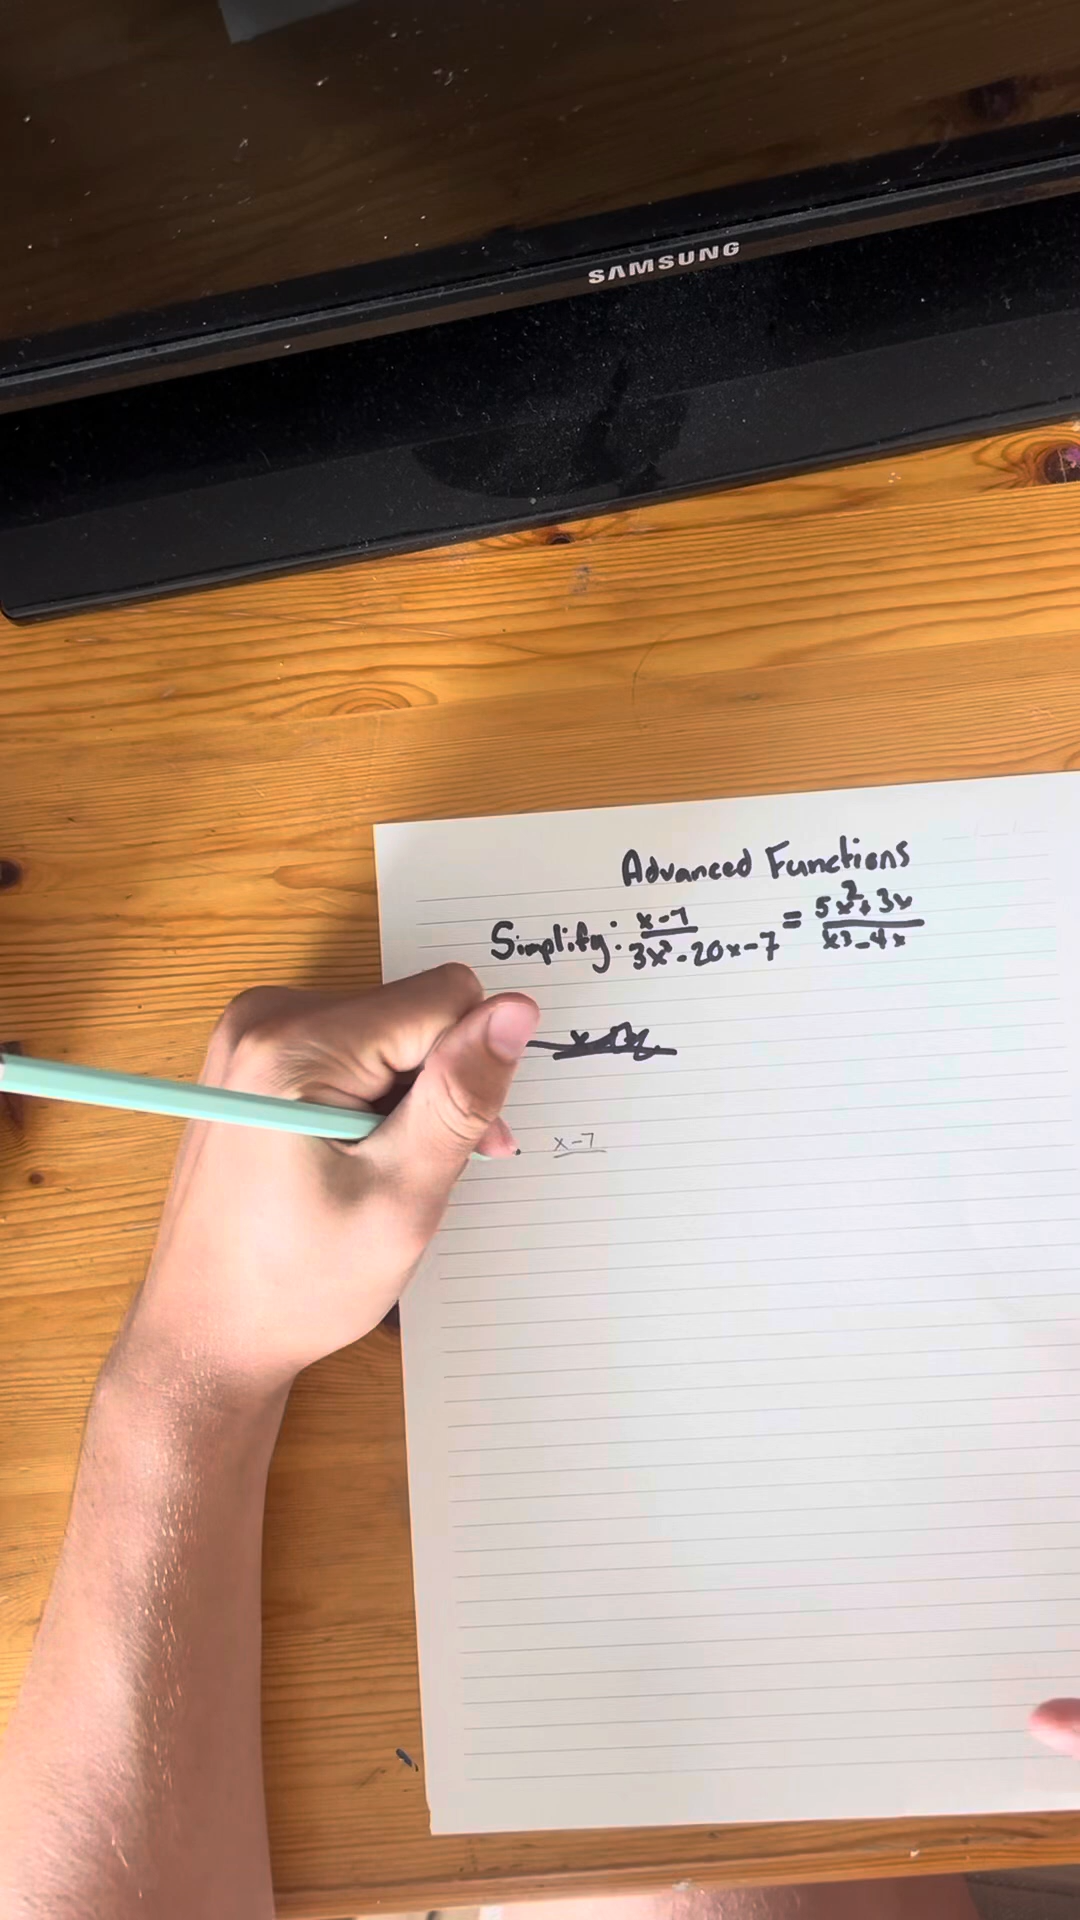 SAMSUNG
Advanced Functions
Simplify: x-7/3x²-20x-7 = 5x²+3x/x³-4x
x-7